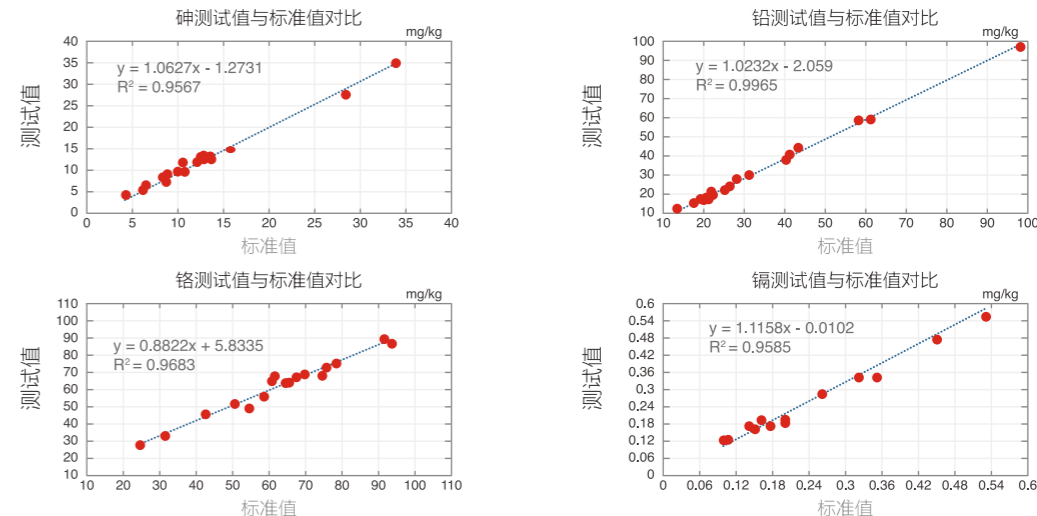 砷测试值与标准值对比
mg/kg
40
35
30
25
20
15
10
5
0
测试值
y = 1.0627x - 1.2731
R² = 0.9567
0 5 10 15 20 25 30 35 40
标准值
铅测试值与标准值对比
mg/kg
100
90
80
70
60
50
40
30
20
10
测试值
y = 1.0232x - 2.059
R² = 0.9965
10 20 30 40 50 60 70 80 90 100
标准值
铬测试值与标准值对比
mg/kg
110
100
90
80
70
60
50
40
30
20
10
测试值
y = 0.8822x + 5.8335
R² = 0.9683
10 20 30 40 50 60 70 80 90 100 110
标准值
镉测试值与标准值对比
mg/kg
0.6
0.54
0.48
0.42
0.36
0.3
0.24
0.18
0.12
0.06
0
测试值
y = 1.1158x - 0.0102
R² = 0.9585
0 0.06 0.12 0.18 0.24 0.3 0.36 0.42 0.48 0.54 0.6
标准值